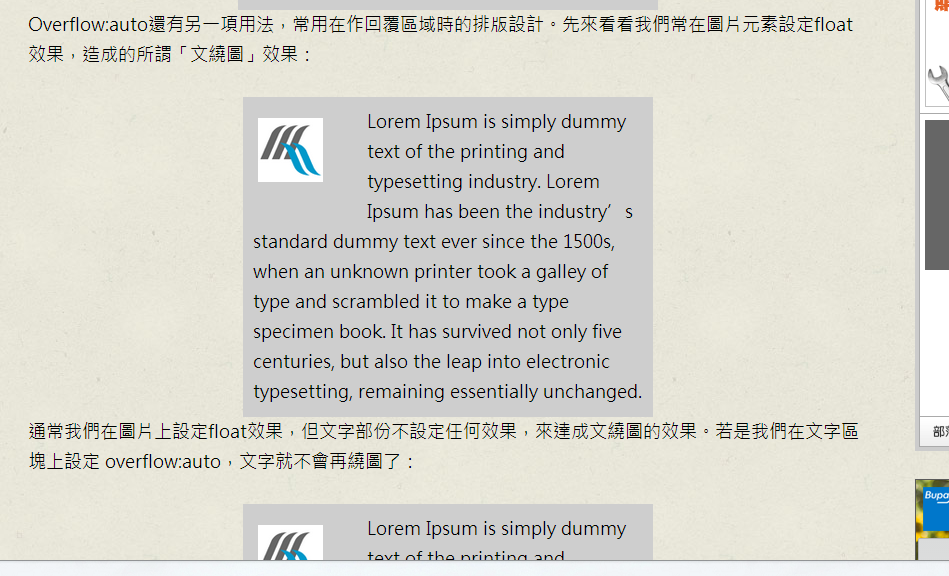 Overflow:auto還有另一項用法，常用在作回覆區域時的排版設計。先來看看我們常在圖片元素設定float
效果，造成的所謂「文繞圖」效果：
Lorem Ipsum is simply dummy
text of the printing and
typesetting industry. Lorem
Ipsum has been the industry’s
standard dummy text ever since the 1500s,
when an unknown printer took a galley of
type and scrambled it to make a type
specimen book. It has survived not only five
centuries, but also the leap into electronic
typesetting, remaining essentially unchanged.
通常我們在圖片上設定float效果，但文字部份不設定任何效果，來達成文繞圖的效果。若是我們在文字區
塊上設定 overflow:auto，文字就不會再繞圖了：
Lorem Ipsum is simply dummy
text of the printing and
部
Bupa